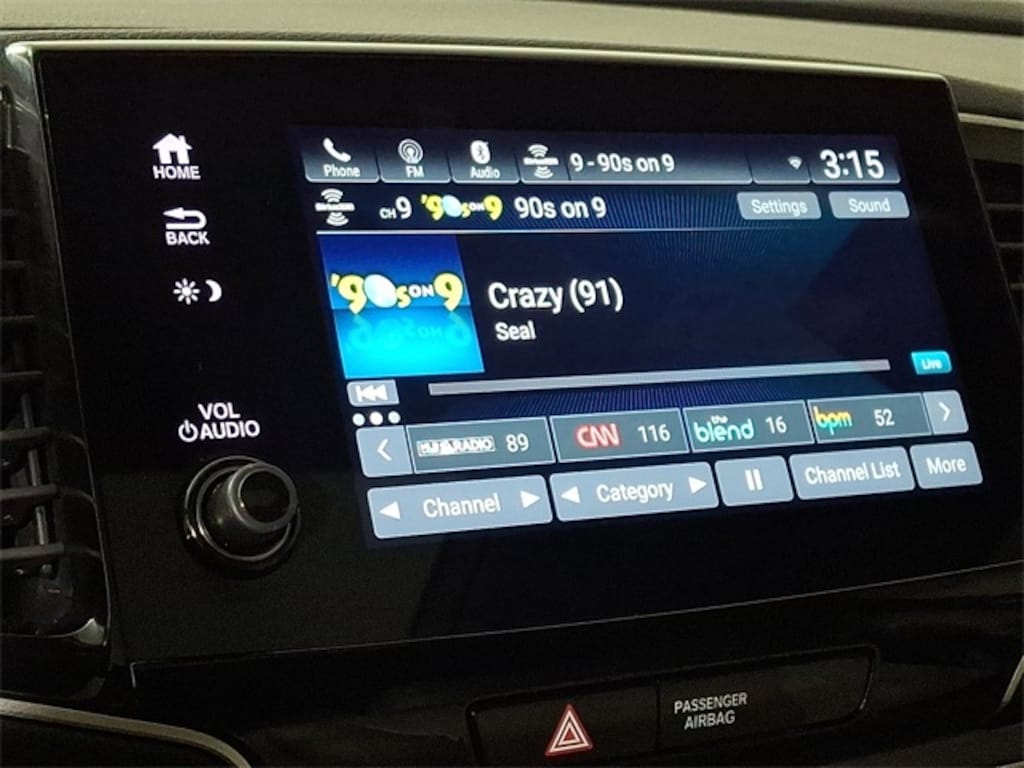 HOME
BACK
VOL
AUDIO
Phone
FM
Audio
9 - 90s on 9
3:15
CH 9 '90s ON 9 90s on 9
Settings
Sound
'90s ON 9
Crazy (91)
Seal
Live
MLB RADIO 89
CNN 116
the blend 16
bpm 52
Channel
Category
Channel List
More
PASSENGER
AIRBAG